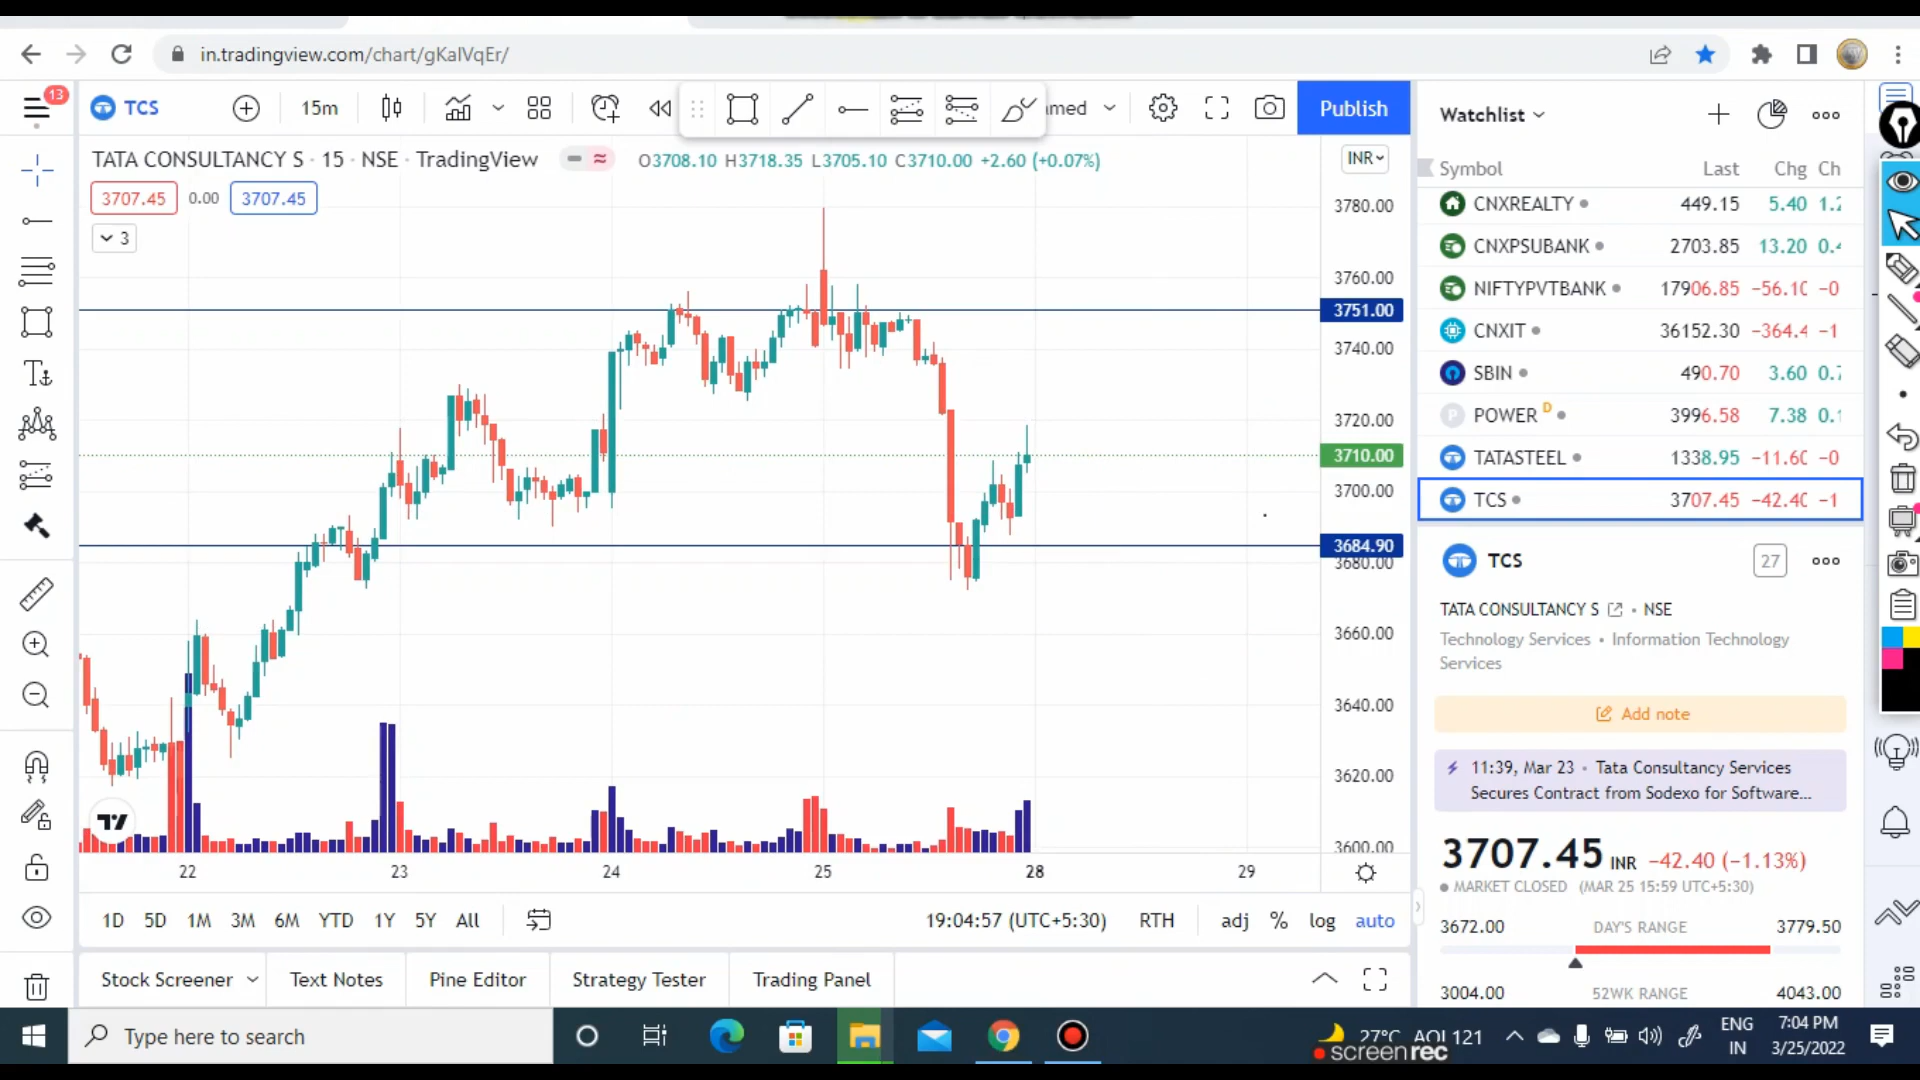 in.tradingview.com/chart/gKalVqEr/
13
TCS
15m
Publish
Watchlist
TATA CONSULTANCY S · 15 · NSE · TradingView
O3708.10 H3718.35 L3705.10 C3710.00 +2.60 (+0.07%)
INR
3707.45
0.00
3707.45
3
3780.00
3760.00
3751.00
3740.00
3720.00
3710.00
3700.00
3684.90
3680.00
3660.00
3640.00
3620.00
3600.00
22
23
24
25
28
29
1D 5D 1M 3M 6M YTD 1Y 5Y All
19:04:57 (UTC+5:30)
RTH
adj % log auto
Stock Screener
Text Notes
Pine Editor
Strategy Tester
Trading Panel
Symbol Last Chg Ch
CNXREALTY 449.15 5.40
CNXPSUBANK 2703.85 13.20
NIFTYPVTBANK 17906.85
CNXIT 36152.30 −364.4 −1
SBIN 490.70 3.60
POWER D 3996.58 7.38
TATASTEEL 1338.95 −0
TCS 3707.45 −1
TCS
27
TATA CONSULTANCY S • NSE
Technology Services • Information Technology
Services
Add note
11:39, Mar 23 • Tata Consultancy Services
Secures Contract from Sodexo for Software...
3707.45 INR −42.40 (−1.13%)
MARKET CLOSED (MAR 25 15:59 UTC+5:30)
3672.00 DAY'S RANGE 3779.50
3004.00 52WK RANGE 4043.00
Type here to search
27°C AQI 121
ENG
IN
7:04 PM
3/25/2022
screenrec